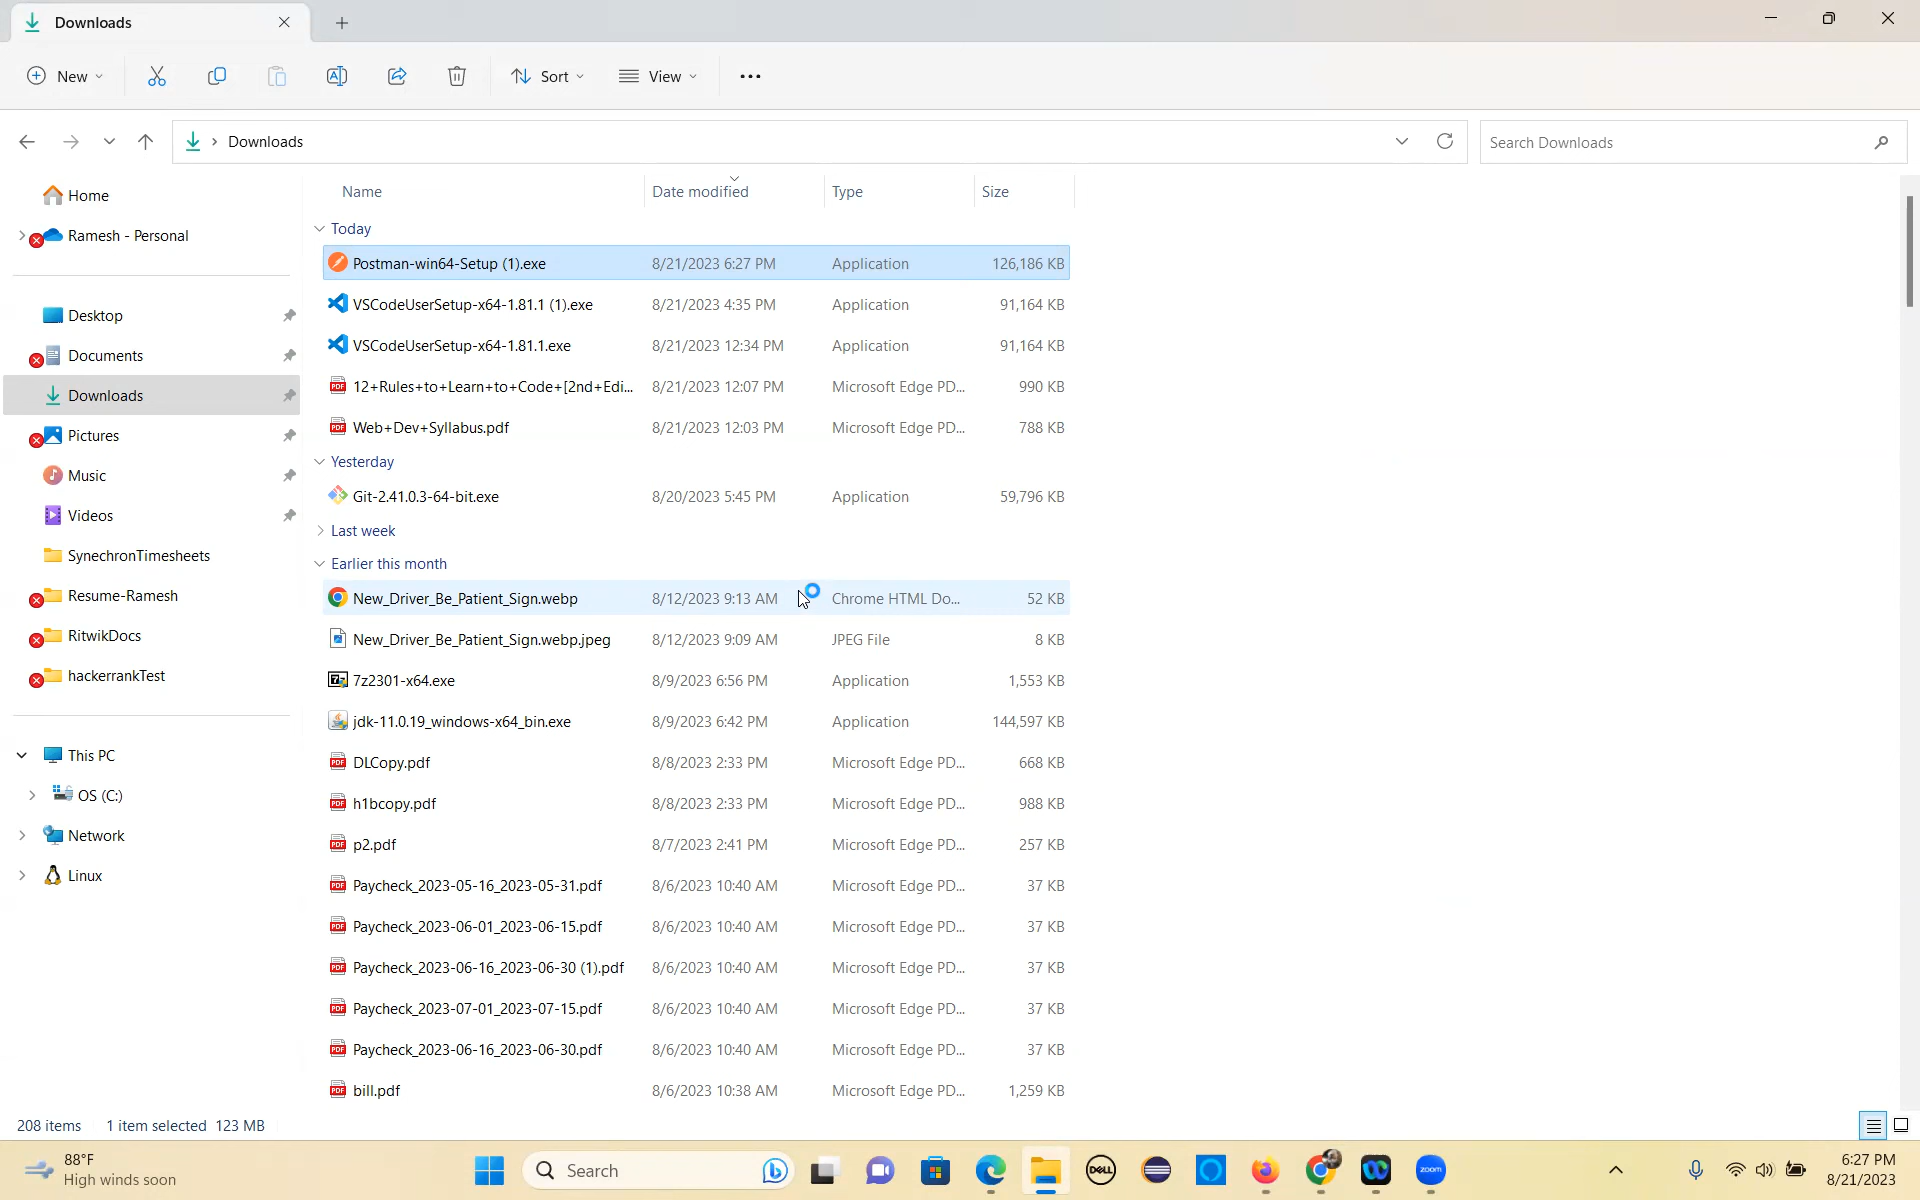 Downloads
New
Sort
View
Downloads
Search Downloads
Name Date modified Type Size
Home
Ramesh - Personal
Desktop
Documents
Downloads
Pictures
Music
Videos
SynechronTimesheets
Resume-Ramesh
RitwikDocs
hackerrankTest
This PC
OS (C:)
Network
Linux
Today
Postman-win64-Setup (1).exe 8/21/2023 6:27 PM Application 126,186 KB
VSCodeUserSetup-x64-1.81.1 (1).exe 8/21/2023 4:35 PM Application 91,164 KB
VSCodeUserSetup-x64-1.81.1.exe 8/21/2023 12:34 PM Application 91,164 KB
12+Rules+to+Learn+to+Code+[2nd+Edi... 8/21/2023 12:07 PM Microsoft Edge PD... 990 KB
Web+Dev+Syllabus.pdf 8/21/2023 12:03 PM Microsoft Edge PD... 788 KB
Yesterday
Git-2.41.0.3-64-bit.exe 8/20/2023 5:45 PM Application 59,796 KB
Last week
Earlier this month
New_Driver_Be_Patient_Sign.webp 8/12/2023 9:13 AM Chrome HTML Do... 52 KB
New_Driver_Be_Patient_Sign.webp.jpeg 8/12/2023 9:09 AM JPEG File 8 KB
7z2301-x64.exe 8/9/2023 6:56 PM Application 1,553 KB
jdk-11.0.19_windows-x64_bin.exe 8/9/2023 6:42 PM Application 144,597 KB
DLCopy.pdf 8/8/2023 2:33 PM Microsoft Edge PD... 668 KB
h1bcopy.pdf 8/8/2023 2:33 PM Microsoft Edge PD... 988 KB
p2.pdf 8/7/2023 2:41 PM Microsoft Edge PD... 257 KB
Paycheck_2023-05-16_2023-05-31.pdf 8/6/2023 10:40 AM Microsoft Edge PD... 37 KB
Paycheck_2023-06-01_2023-06-15.pdf 8/6/2023 10:40 AM Microsoft Edge PD... 37 KB
Paycheck_2023-06-16_2023-06-30 (1).pdf 8/6/2023 10:40 AM Microsoft Edge PD... 37 KB
Paycheck_2023-07-01_2023-07-15.pdf 8/6/2023 10:40 AM Microsoft Edge PD... 37 KB
Paycheck_2023-06-16_2023-06-30.pdf 8/6/2023 10:40 AM Microsoft Edge PD... 37 KB
bill.pdf 8/6/2023 10:38 AM Microsoft Edge PD... 1,259 KB
208 items 1 item selected 123 MB
88°F
High winds soon
Search
DELL
zoom
6:27 PM
8/21/2023